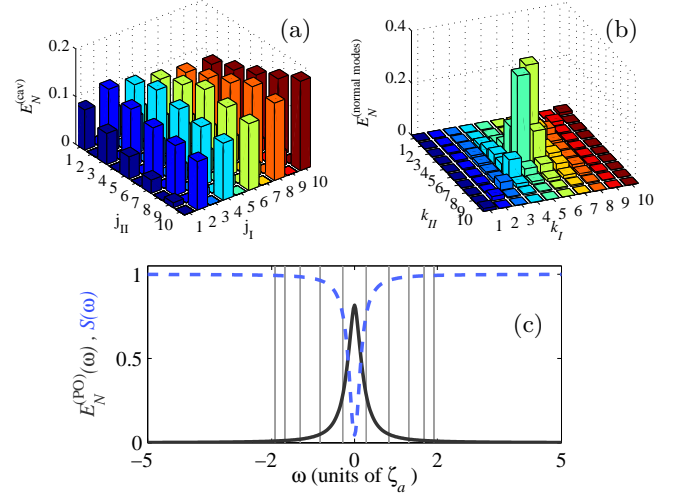 (a)
0.2
0.1
0
E_N^(cav)
1 2 3 4 5 6 7 8 9 10
j_II
1 2 3 4 5 6 7 8 9 10
j_I
(b)
0.4
0.2
0
E_N^(normal modes)
1 2 3 4 5 6 7 8 9 10
k_II
1 2 3 4 5 6 7 8 9 10
k_I
(c)
1
0.5
0
E_N^(PO)(ω) , S(ω)
-5 -2 0 2 5
ω (units of ζ_a)